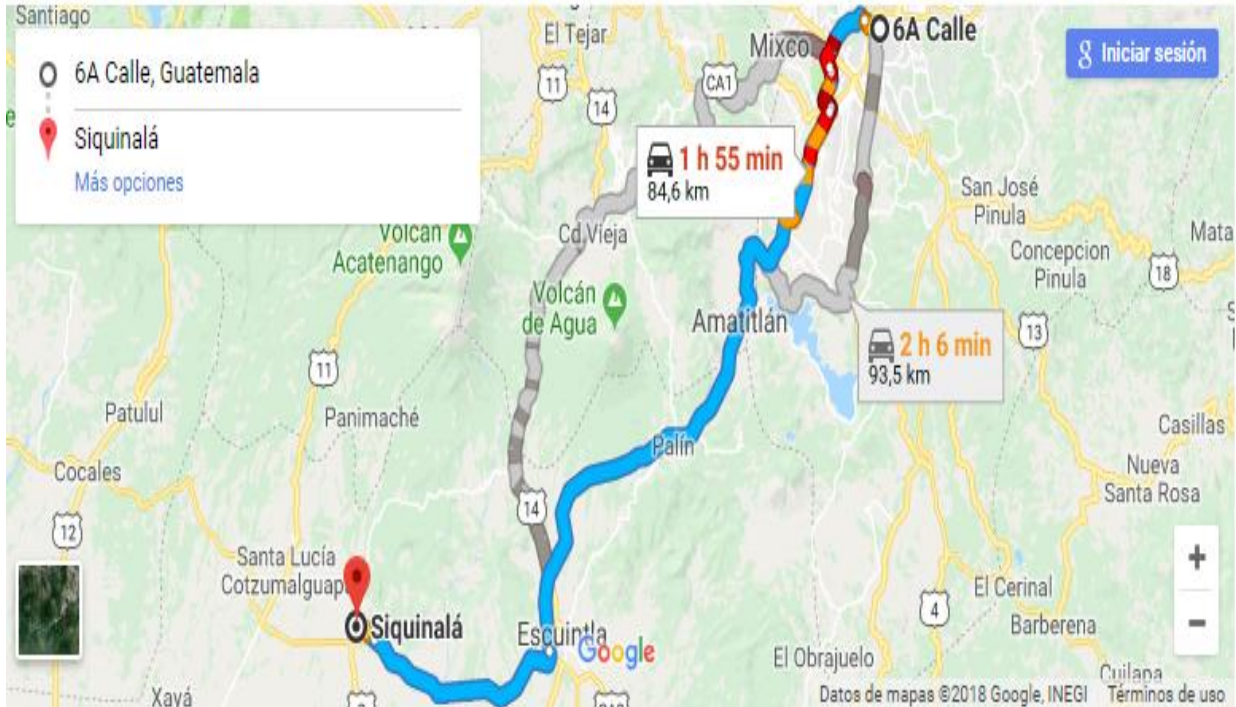 Santiago
6A Calle, Guatemala
Siquinalá
Más opciones
El Tejar
Mixco
6A Calle
Iniciar sesión
CA1
11
14
1 h 55 min
84,6 km
San José
Pinula
Concepcion
Pinula
Mata
18
Volcán
Acatenango
Cd.Vieja
Volcán
de Agua
Amatitlán
2 h 6 min
93,5 km
13
11
Patulul
Panimaché
Casillas
Palín
Cocales
Nueva
Santa Rosa
14
12
Santa Lucía
Cotzumalguapa
El Cerinal
4
Barberena
Siquinalá
Escuintla
Google
El Obrajuelo
Cuilapa
Xayá
Datos de mapas ©2018 Google, INEGI
Términos de uso